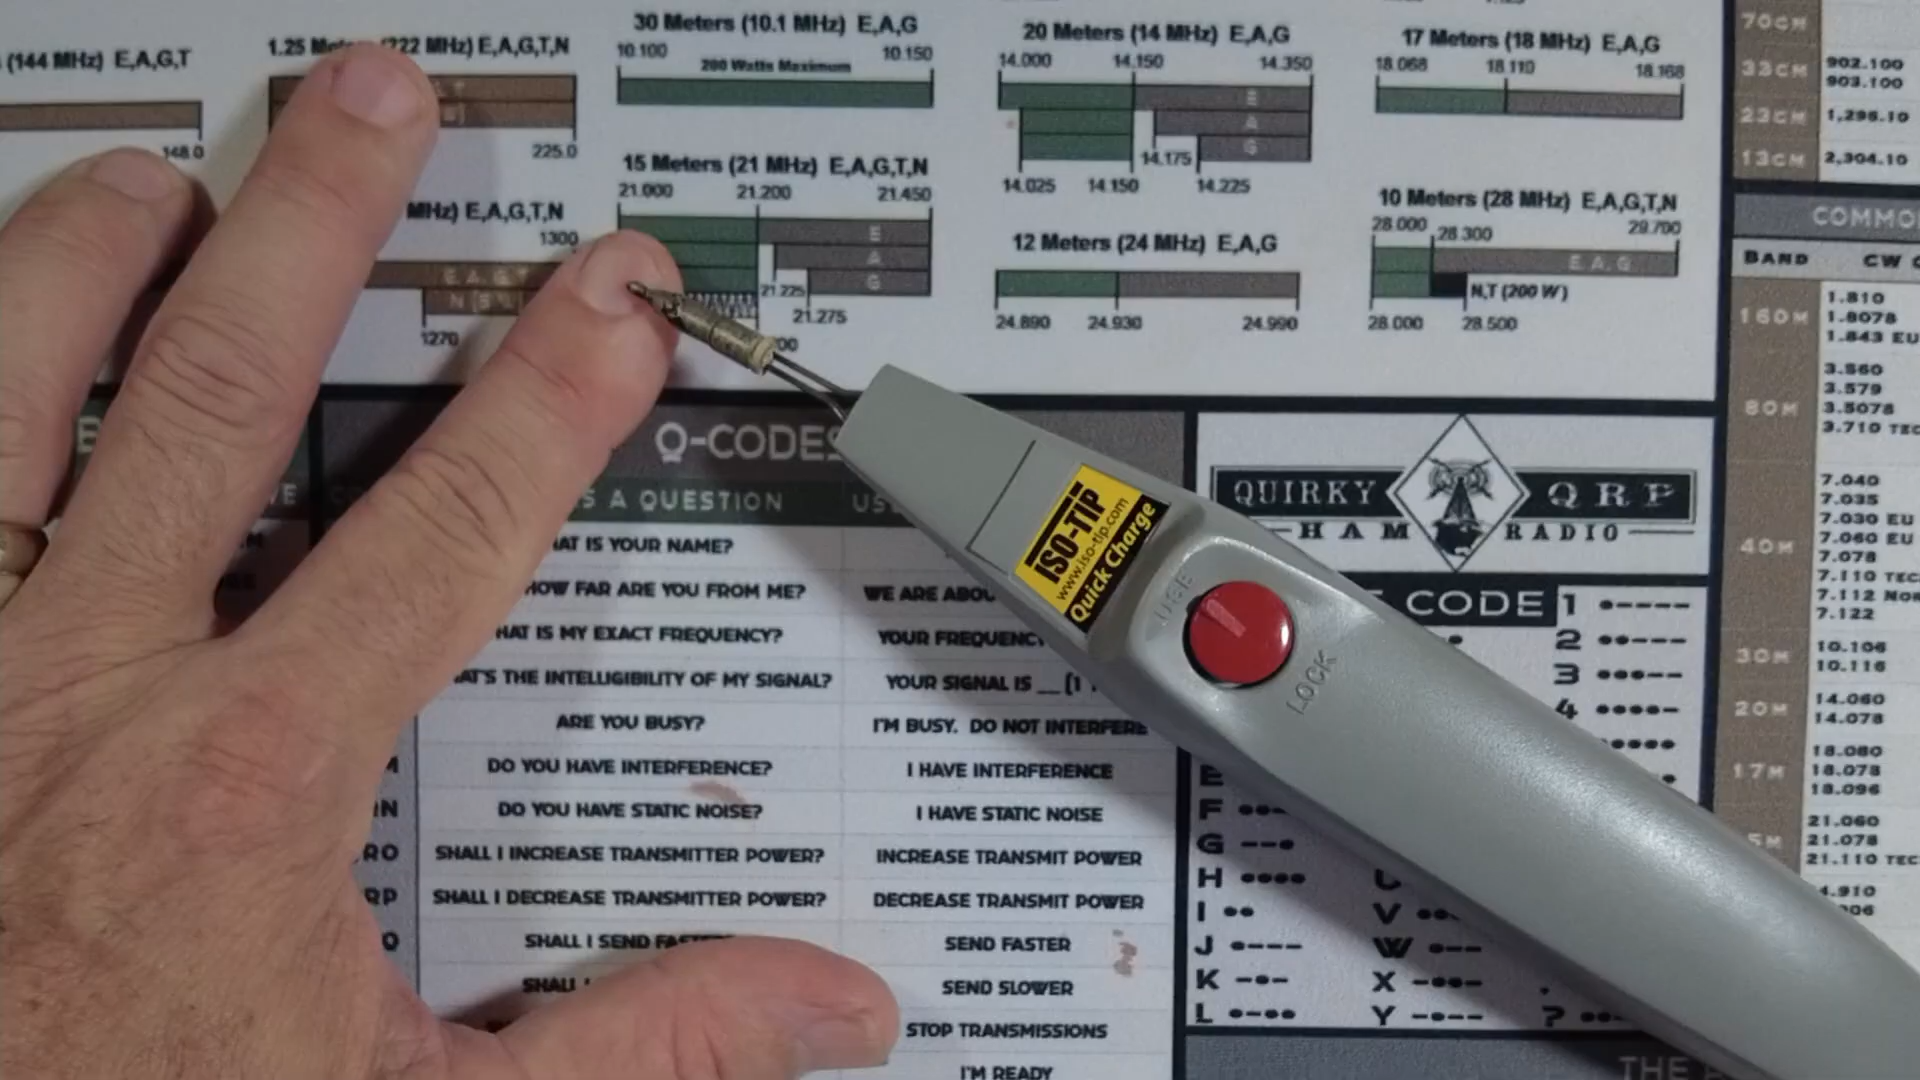 (144 MHz) E,A,G,T
148.0
1.25 222 MHz) E,A,G,T,N
225.0
MHz) E,A,G,T,N
1300
E,A,G,T
1270
30 Meters (10.1 MHz) E,A,G
10.100 10.150
200 Watts Maximum
15 Meters (21 MHz) E,A,G,T,N
21.000 21.200 21.450
E
A
G
21.225
21.275
20 Meters (14 MHz) E,A,G
14.000 14.150 14.350
E
A
G
14.175
14.025 14.150 14.225
12 Meters (24 MHz) E,A,G
24.890 24.930 24.990
17 Meters (18 MHz) E,A,G
18.068 18.110 18.168
10 Meters (28 MHz) E,A,G,T,N
28.000 28.300 29.700
E,A,G
N,T (200 W)
28.000 28.500
70CM
33CM 902.100
903.100
23CM 1,296.10
13CM 2,304.10
BAND CW
160M 1.810
1.8078
1.843 EU
80M 3.560
3.579
3.5078
3.710 TEC
40M 7.040
7.035
7.030 EU
7.060 EU
7.078
7.110 TEC
7.112
7.122
30M 10.106
10.116
20M 14.060
14.078
17M 18.080
18.078
18.096
21.060
21.078
21.110 TEC
Q-CODES
A QUESTION
IS YOUR NAME?
HOW FAR ARE YOU FROM ME? WE ARE
IS MY EXACT FREQUENCY? YOUR FREQUENCY
THE INTELLIGIBILITY OF MY SIGNAL? YOUR SIGNAL IS __ (1
ARE YOU BUSY? I'M BUSY. DO NOT INTERFERE
DO YOU HAVE INTERFERENCE? I HAVE INTERFERENCE
DO YOU HAVE STATIC NOISE? I HAVE STATIC NOISE
SHALL I INCREASE TRANSMITTER POWER? INCREASE TRANSMIT POWER
SHALL I DECREASE TRANSMITTER POWER? DECREASE TRANSMIT POWER
SHALL I SEND FASTER? SEND FASTER
SHALL I SEND SLOWER
STOP TRANSMISSIONS
I'M READY
QUIRKY QRP
HAM RADIO
CODE
1 •----
2 ••---
3 •••--
4 ••••-
•••••
E
F
G --•
H ••••
I ••
J •---
K -•-
L •-••
V
W •--
X -••-
Y -•--
?
THE
ISO-TIP
www.iso-tip.com
Quick Charge
USE
LOCK